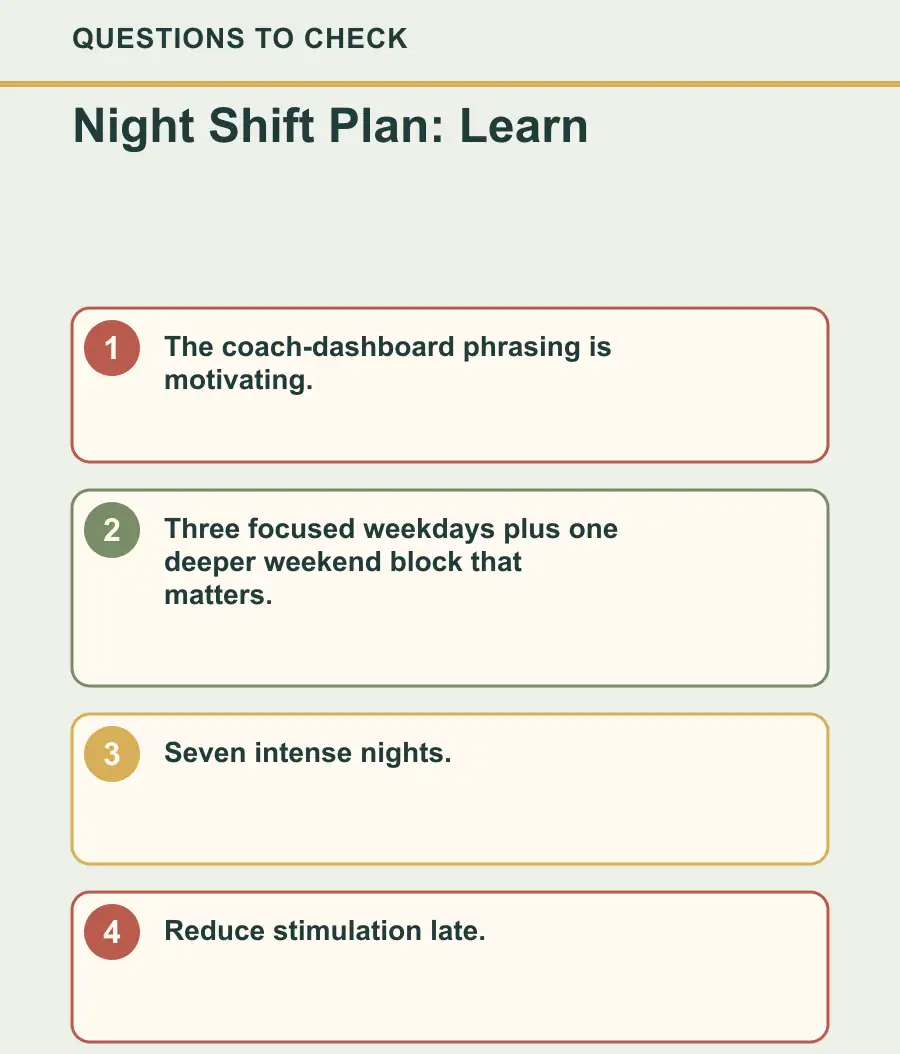 QUESTIONS TO CHECK
Night Shift Plan: Learn
1
The coach-dashboard phrasing is
motivating.
2
Three focused weekdays plus one
deeper weekend block that
matters.
3
Seven intense nights.
4
Reduce stimulation late.